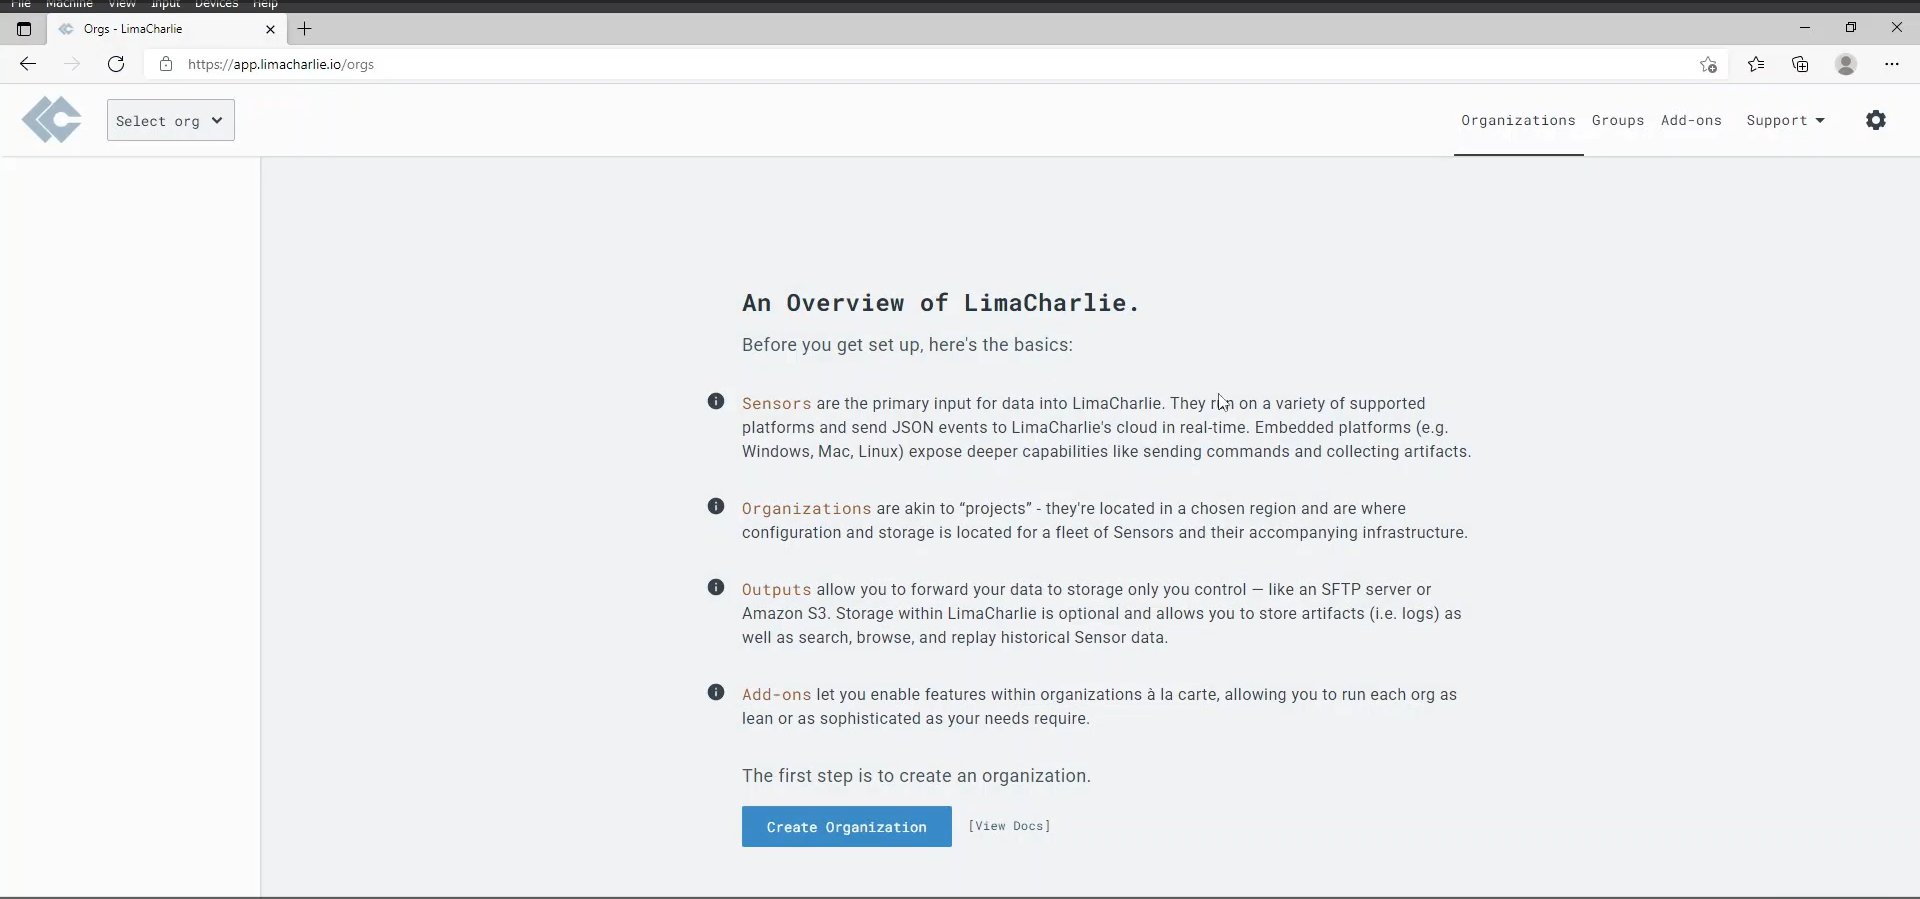 File Machine View Input Devices Help
Orgs - LimaCharlie
https://app.limacharlie.io/orgs
Select org
Organizations Groups Add-ons Support
An Overview of LimaCharlie.
Before you get set up, here's the basics:
Sensors are the primary input for data into LimaCharlie. They run on a variety of supported
platforms and send JSON events to LimaCharlie's cloud in real-time. Embedded platforms (e.g.
Windows, Mac, Linux) expose deeper capabilities like sending commands and collecting artifacts.
Organizations are akin to “projects” - they're located in a chosen region and are where
configuration and storage is located for a fleet of Sensors and their accompanying infrastructure.
Outputs allow you to forward your data to storage only you control — like an SFTP server or
Amazon S3. Storage within LimaCharlie is optional and allows you to store artifacts (i.e. logs) as
well as search, browse, and replay historical Sensor data.
Add-ons let you enable features within organizations à la carte, allowing you to run each org as
lean or as sophisticated as your needs require.
The first step is to create an organization.
Create Organization [View Docs]